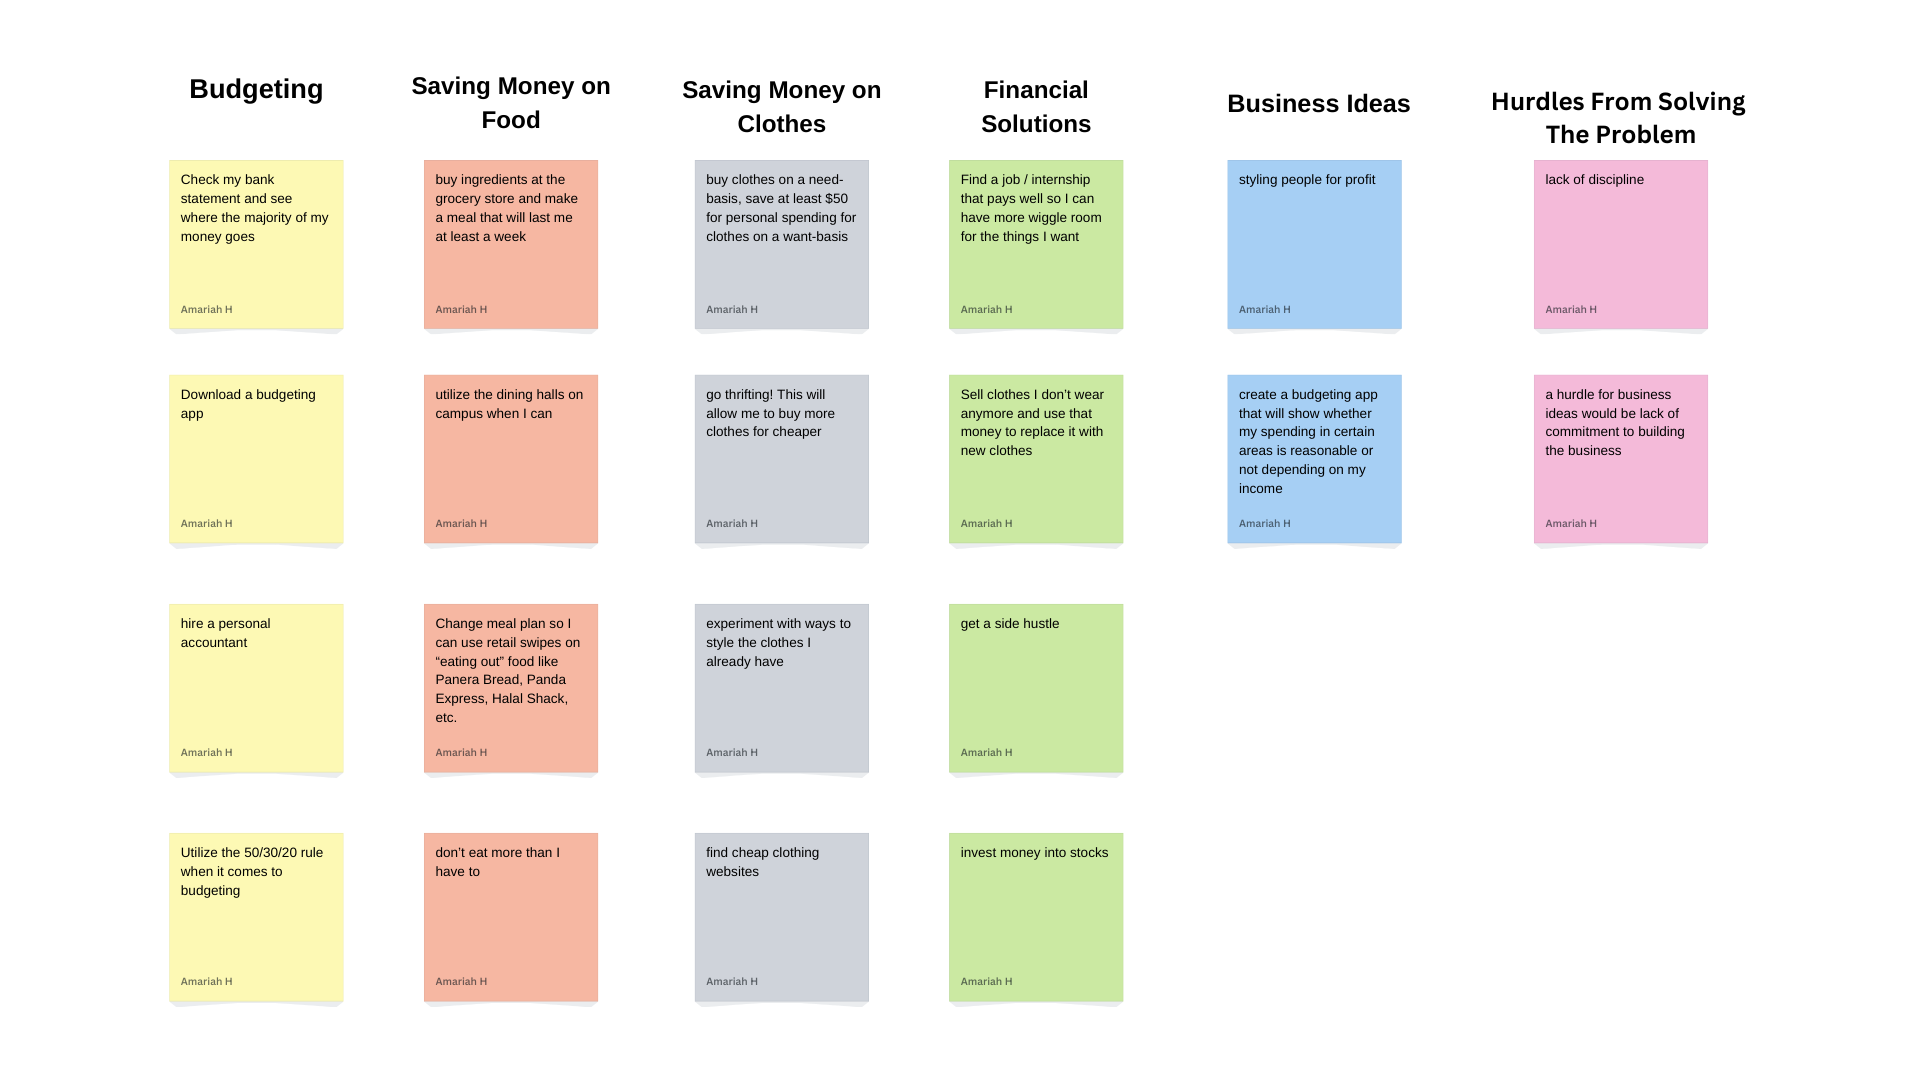 Budgeting
Check my bank
statement and see
where the majority of my
money goes
Amariah H
Download a budgeting
app
Amariah H
hire a personal
accountant
Amariah H
Utilize the 50/30/20 rule
when it comes to
budgeting
Amariah H
Saving Money on
Food
buy ingredients at the
grocery store and make
a meal that will last me
at least a week
Amariah H
utilize the dining halls on
campus when I can
Amariah H
Change meal plan so I
can use retail swipes on
“eating out” food like
Panera Bread, Panda
Express, Halal Shack,
etc.
Amariah H
don’t eat more than I
have to
Amariah H
Saving Money on
Clothes
buy clothes on a need-
basis, save at least $50
for personal spending for
clothes on a want-basis
Amariah H
go thrifting! This will
allow me to buy more
clothes for cheaper
Amariah H
experiment with ways to
style the clothes I
already have
Amariah H
find cheap clothing
websites
Amariah H
Financial
Solutions
Find a job / internship
that pays well so I can
have more wiggle room
for the things I want
Amariah H
Sell clothes I don’t wear
anymore and use that
money to replace it with
new clothes
Amariah H
get a side hustle
Amariah H
invest money into stocks
Amariah H
Business Ideas
styling people for profit
Amariah H
create a budgeting app
that will show whether
my spending in certain
areas is reasonable or
not depending on my
income
Amariah H
Hurdles From Solving
The Problem
lack of discipline
Amariah H
a hurdle for business
ideas would be lack of
commitment to building
the business
Amariah H